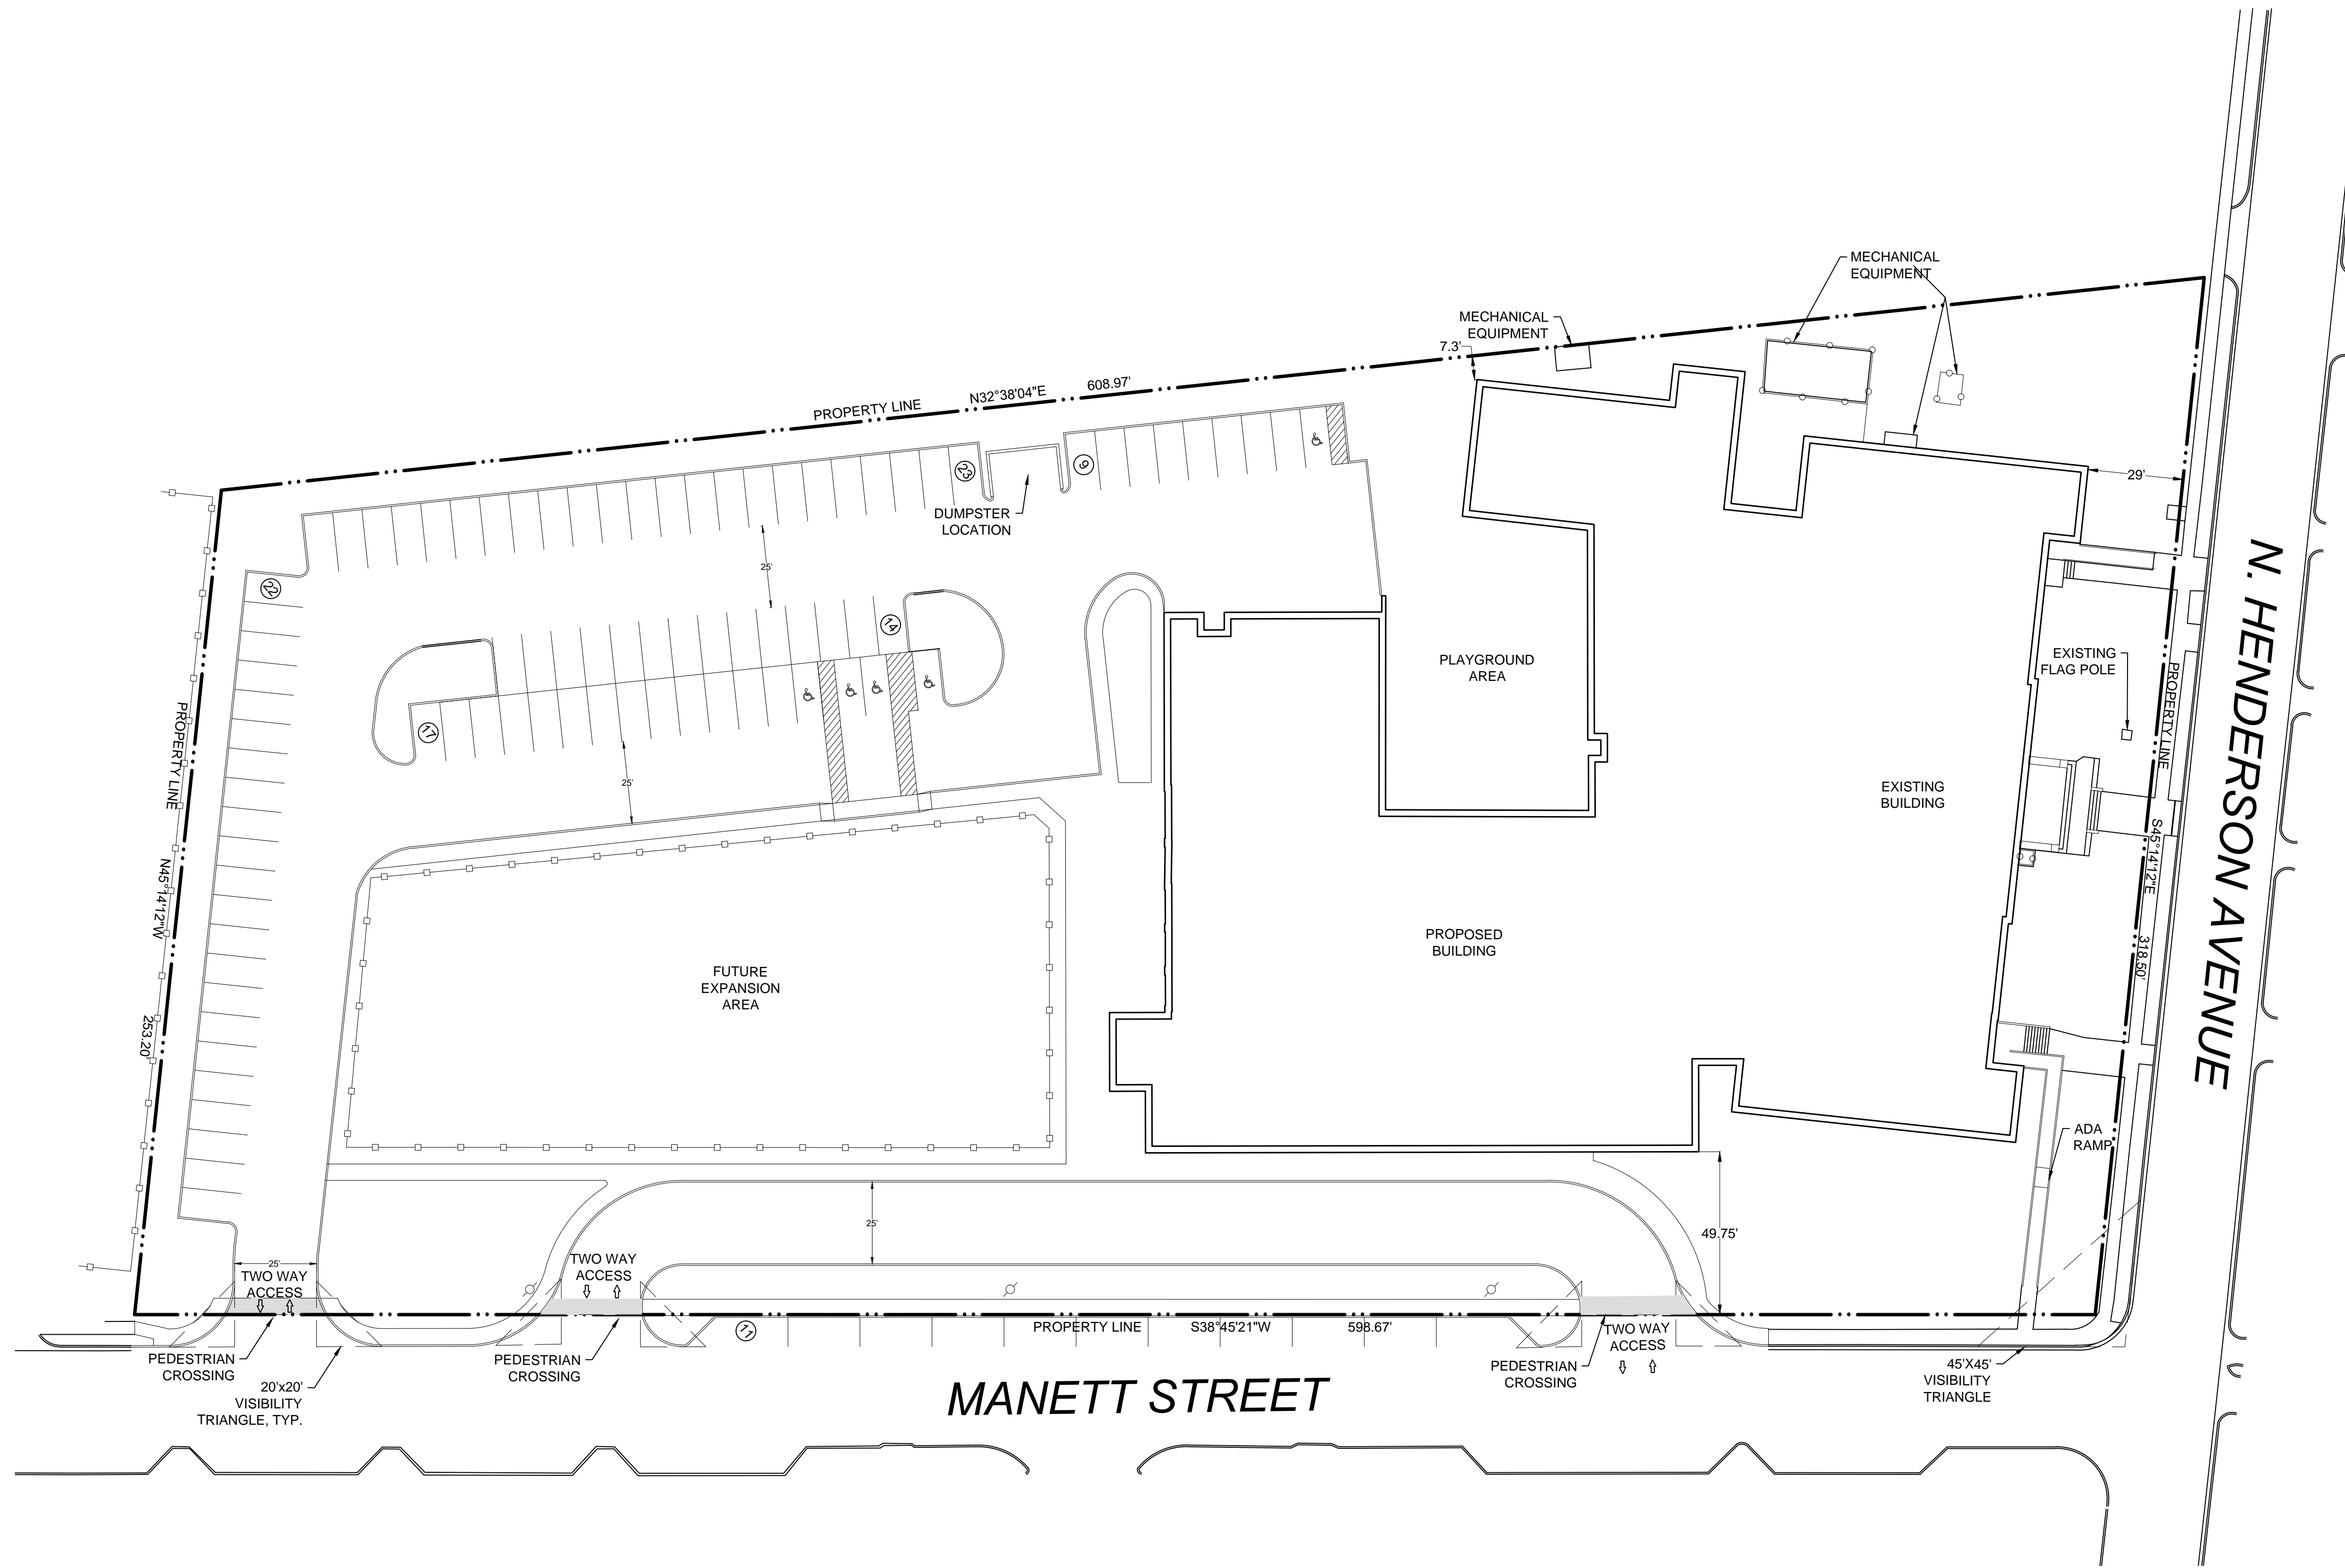 MECHANICAL
EQUIPMENT
MECHANICAL
EQUIPMENT
7.3'
PROPERTY LINE
N32°38'04"E
608.97'
23
9
29'
DUMPSTER
LOCATION
25'
22
14
17
25'
PLAYGROUND
AREA
EXISTING
FLAG POLE
PROPERTY LINE
S45°14'12"E
318.50'
N. HENDERSON AVENUE
EXISTING
BUILDING
PROPERTY LINE
N45°14'12"W
253.20'
PROPOSED
BUILDING
FUTURE
EXPANSION
AREA
ADA
RAMP
25'
49.75'
25'
TWO WAY
ACCESS
TWO WAY
ACCESS
11
PROPERTY LINE
S38°45'21"W
598.67'
TWO WAY
ACCESS
PEDESTRIAN
CROSSING
PEDESTRIAN
CROSSING
PEDESTRIAN
CROSSING
20'x20'
VISIBILITY
TRIANGLE, TYP.
45'X45'
VISIBILITY
TRIANGLE
MANETT STREET